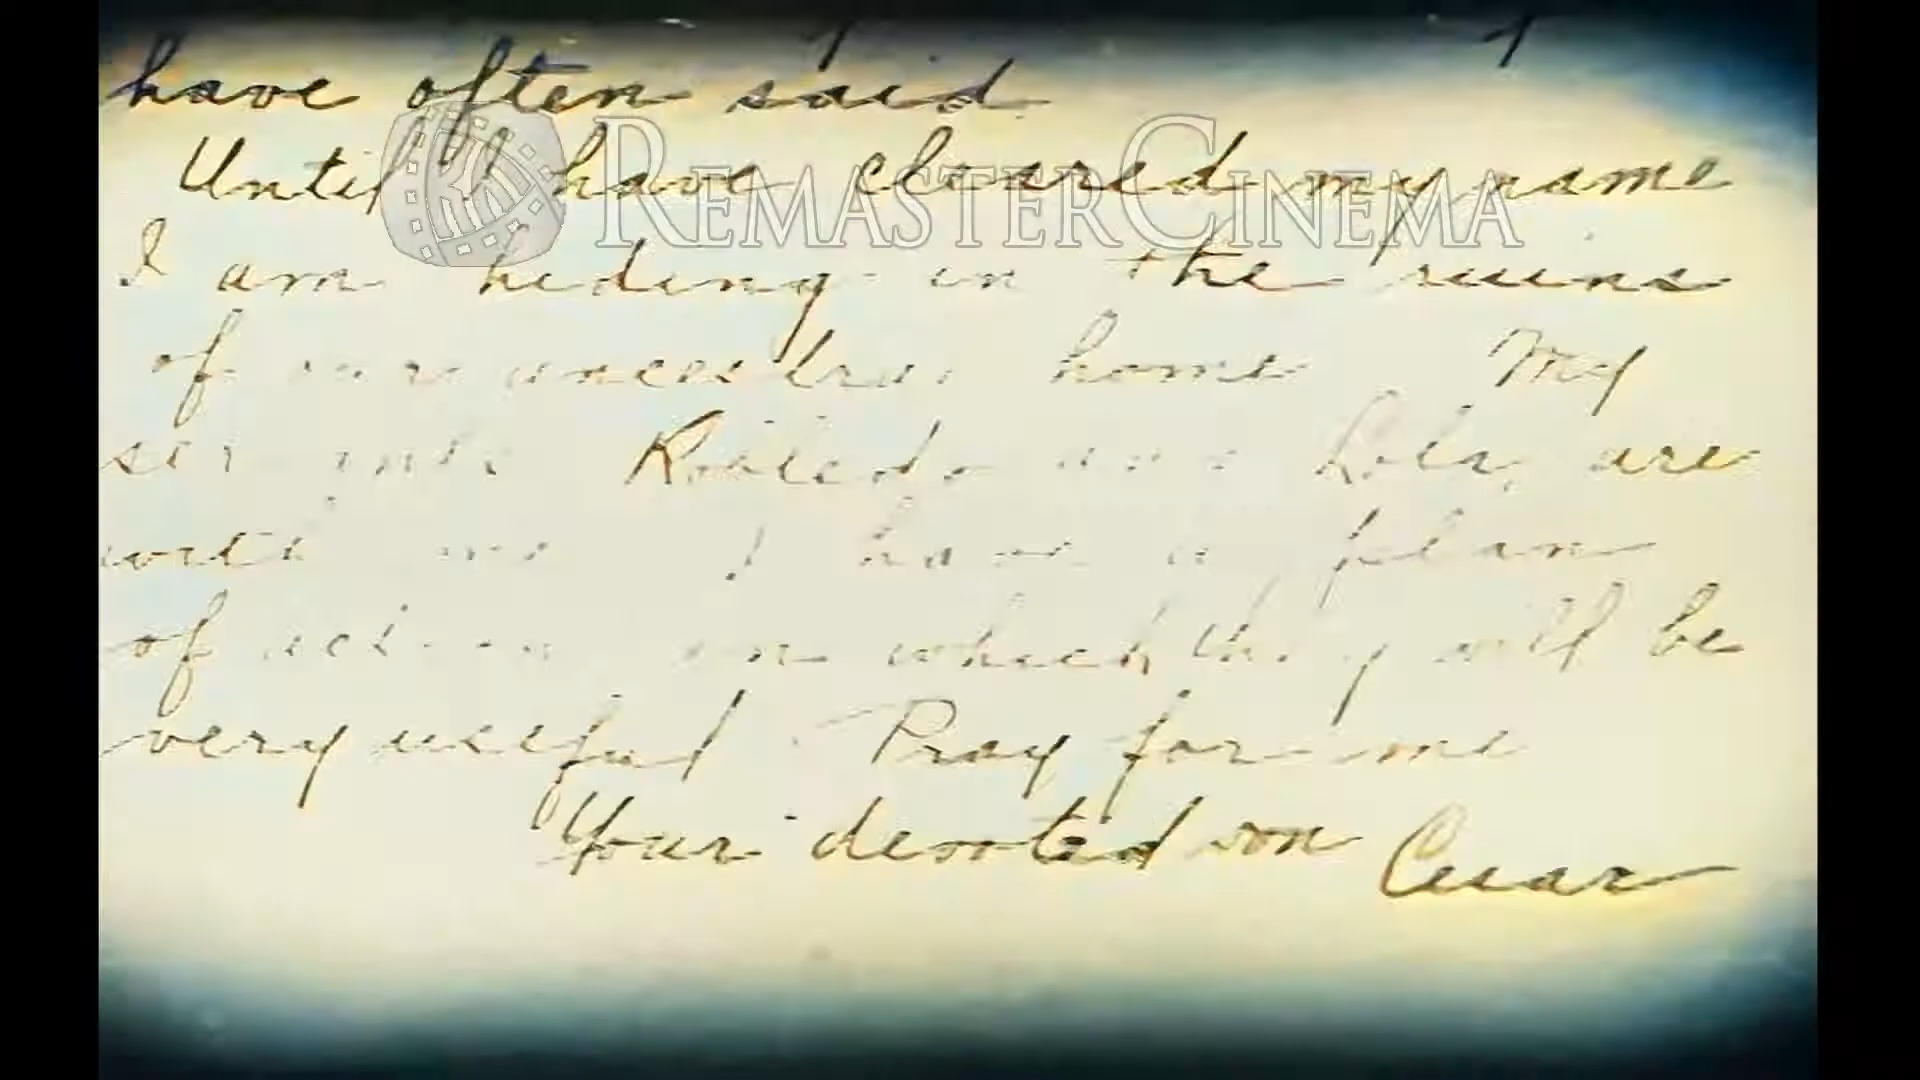 have often said.
Until I have cleared my name
REMASTERCINEMA
I am hiding in the ruins
of our ancestral home My
servants Robledo and Lola, are
with me I have a plan
of action in which they will be
very useful. Pray for me
Your devoted son Cesar